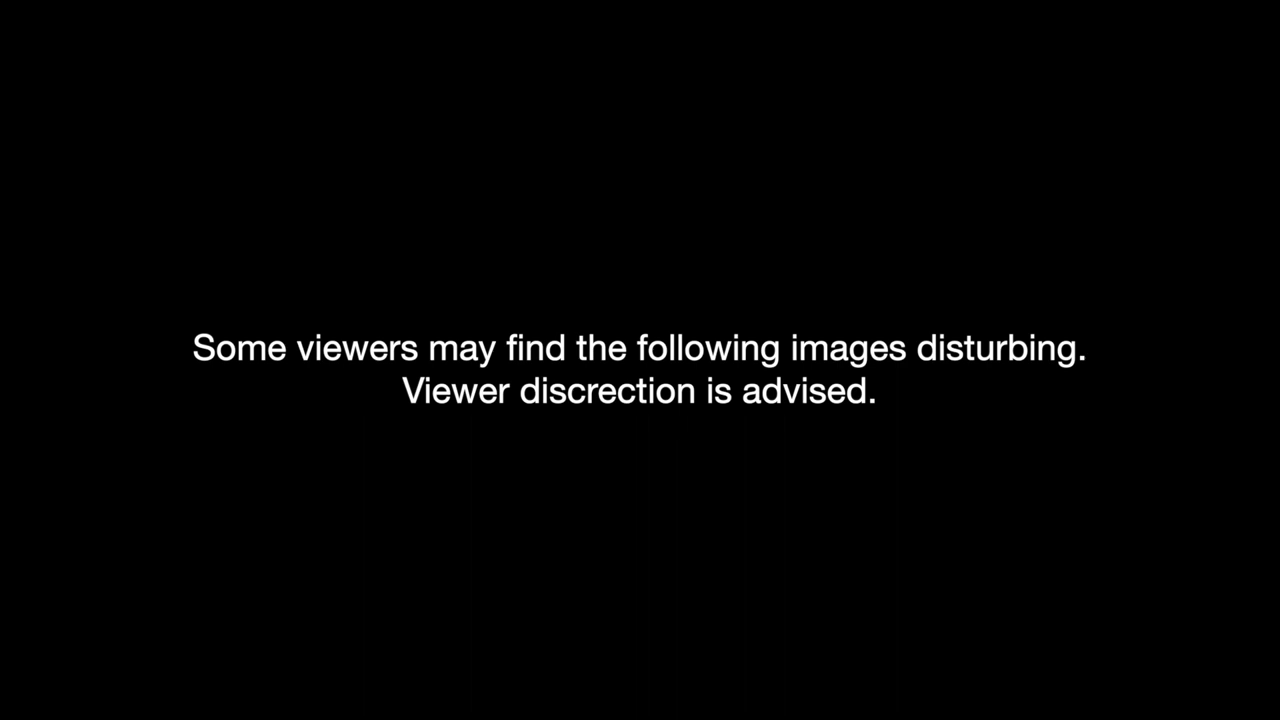 Some viewers may find the following images disturbing.
Viewer discrection is advised.